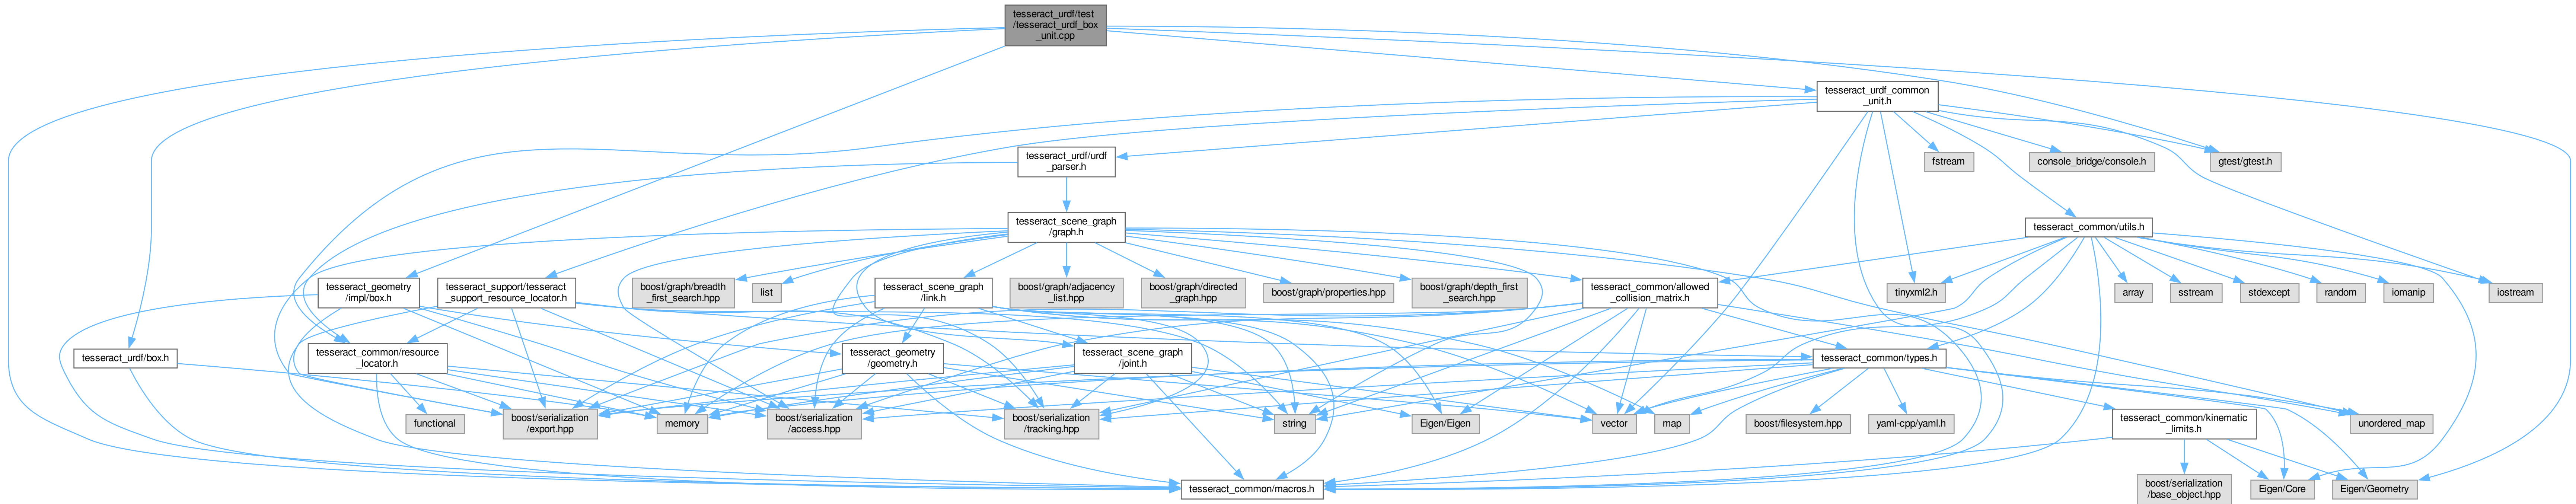 tesseract_urdf/test
/tesseract_urdf_box
_unit.cpp
tesseract_urdf_common
_unit.h
tesseract_urdf/urdf
_parser.h
fstream
console_bridge/console.h
gtest/gtest.h
tesseract_scene_graph
/graph.h
tesseract_common/utils.h
tesseract_geometry
/impl/box.h
tesseract_support/tesseract
_support_resource_locator.h
boost/graph/breadth
_first_search.hpp
list
tesseract_scene_graph
/link.h
boost/graph/adjacency
_list.hpp
boost/graph/directed
_graph.hpp
boost/graph/properties.hpp
boost/graph/depth_first
_search.hpp
tesseract_common/allowed
_collision_matrix.h
tinyxml2.h
array
sstream
stdexcept
random
iomanip
iostream
tesseract_urdf/box.h
tesseract_common/resource
_locator.h
tesseract_geometry
/geometry.h
tesseract_scene_graph
/joint.h
tesseract_common/types.h
functional
boost/serialization
/export.hpp
memory
boost/serialization
/access.hpp
boost/serialization
/tracking.hpp
string
Eigen/Eigen
vector
map
boost/filesystem.hpp
yaml-cpp/yaml.h
tesseract_common/kinematic
_limits.h
unordered_map
tesseract_common/macros.h
boost/serialization
/base_object.hpp
Eigen/Core
Eigen/Geometry